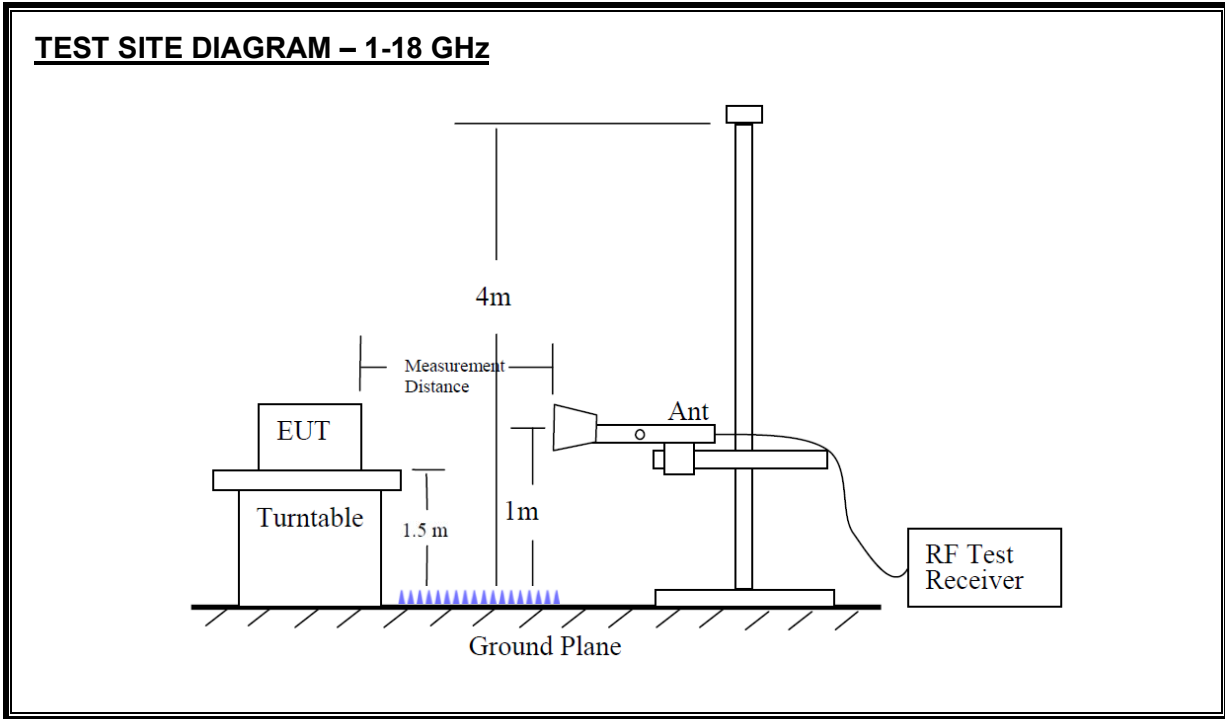 TEST SITE DIAGRAM – 1-18 GHz
4m
Measurement
Distance
Ant
EUT
1m
Turntable
1.5 m
RF Test
Receiver
Ground Plane